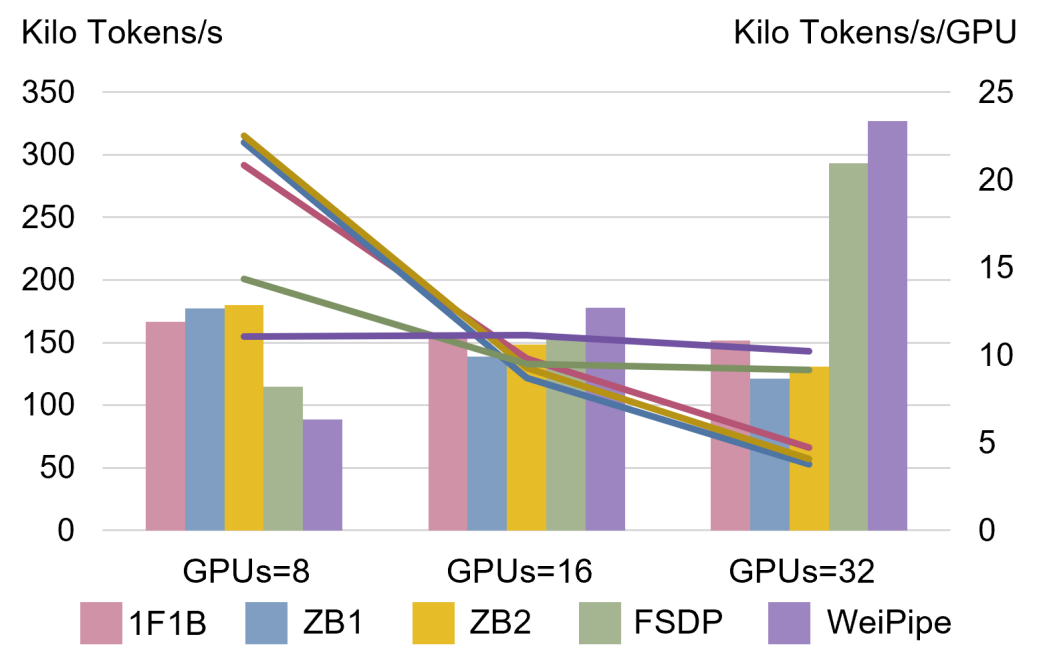 Kilo Tokens/s Kilo Tokens/s/GPU
350 25
300
250 20
200 15
150
100 10
50 5
0 0
GPUs=8 GPUs=16 GPUs=32
1F1B ZB1 ZB2 FSDP WeiPipe